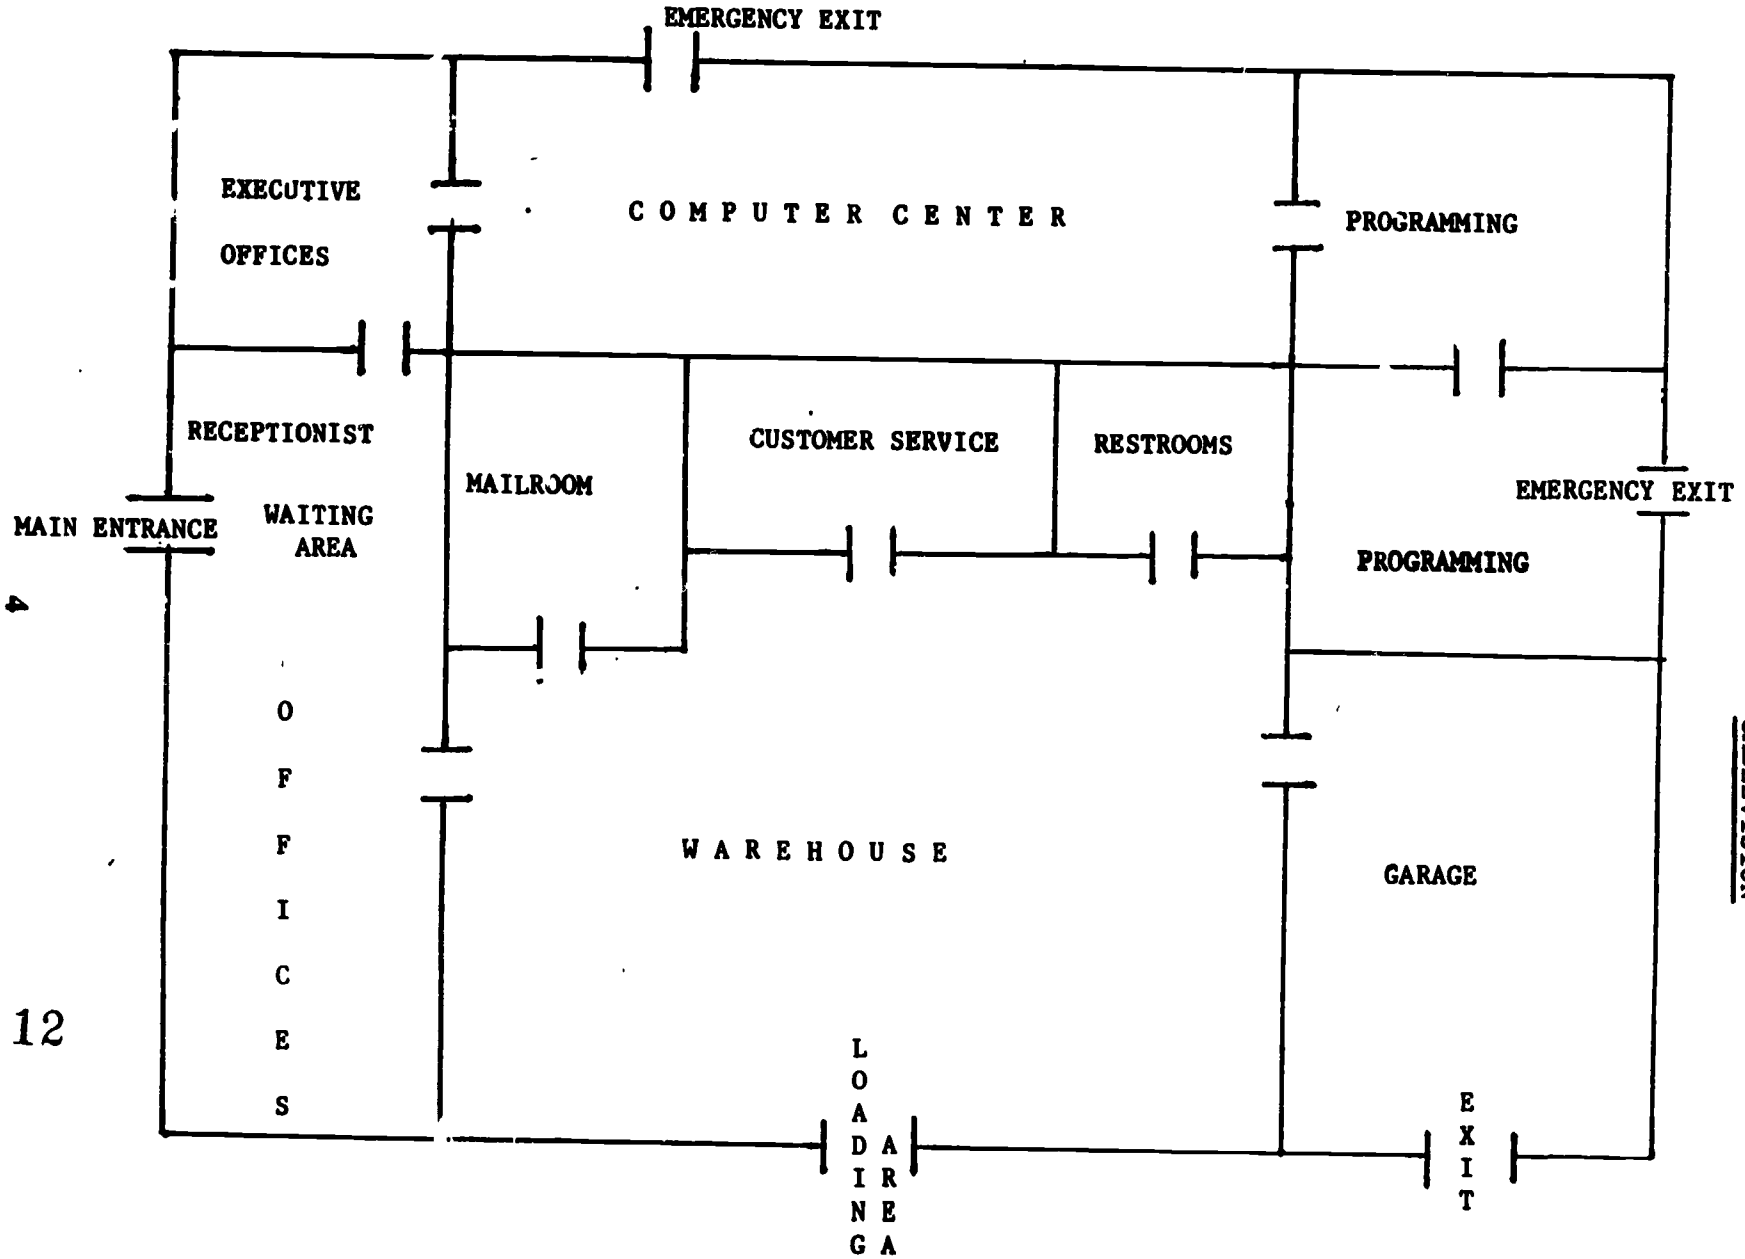 EMERGENCY EXIT
EXECUTIVE
OFFICES
COMPUTER CENTER
PROGRAMMING
RECEPTIONIST
MAILROOM
CUSTOMER SERVICE
RESTROOMS
EMERGENCY EXIT
MAIN ENTRANCE
WAITING
AREA
PROGRAMMING
4
OFFICES
WAREHOUSE
GARAGE
12
LOADING
AREA
EXIT